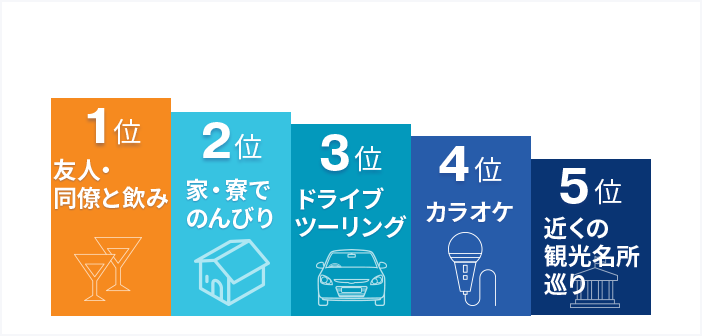 1位
友人・
同僚と飲み
2位
家・寮で
のんびり
3位
ドライブ
ツーリング
4位
カラオケ
5位
近くの
観光名所
巡り